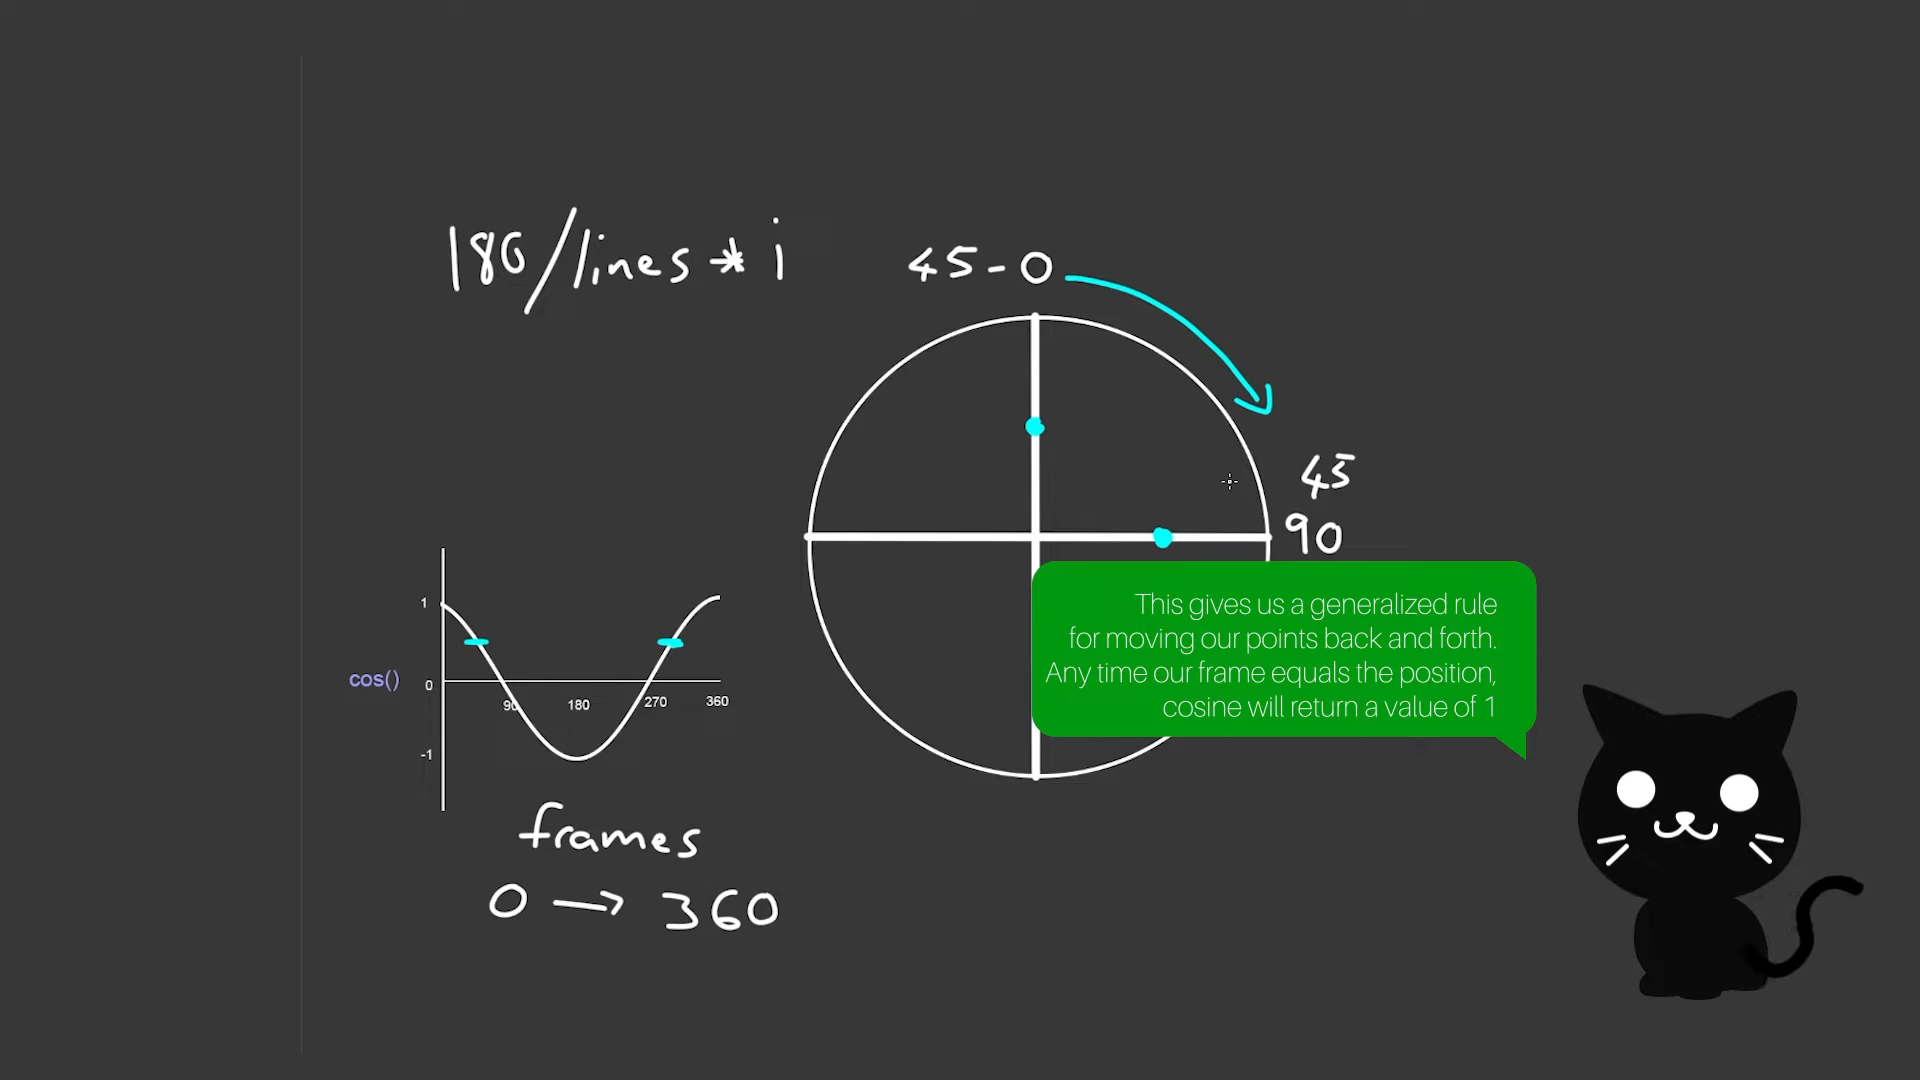 180/lines * i
45 - 0
45
90
1
cos()
0
90
180
270
360
-1
This gives us a generalized rule
for moving our points back and forth.
Any time our frame equals the position,
cosine will return a value of 1
frames
0 → 360